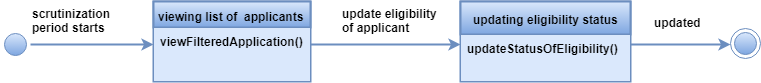 scrutinization
period starts
viewing list of applicants
viewFilteredApplication()
update eligibility
of applicant
updating eligibility status
updateStatusOfEligibility()
updated